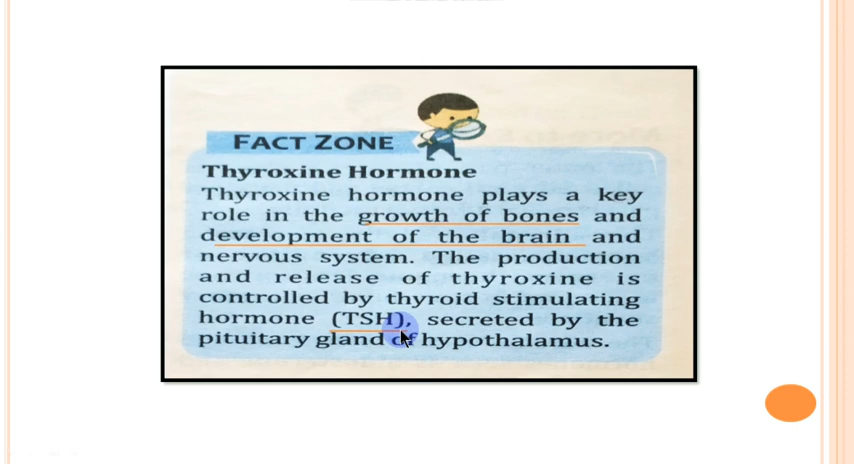 FACT ZONE
Thyroxine Hormone
Thyroxine hormone plays a key
role in the growth of bones and
development of the brain and
nervous system. The production
and release of thyroxine is
controlled by thyroid stimulating
hormone (TSH), secreted by the
pituitary gland of hypothalamus.